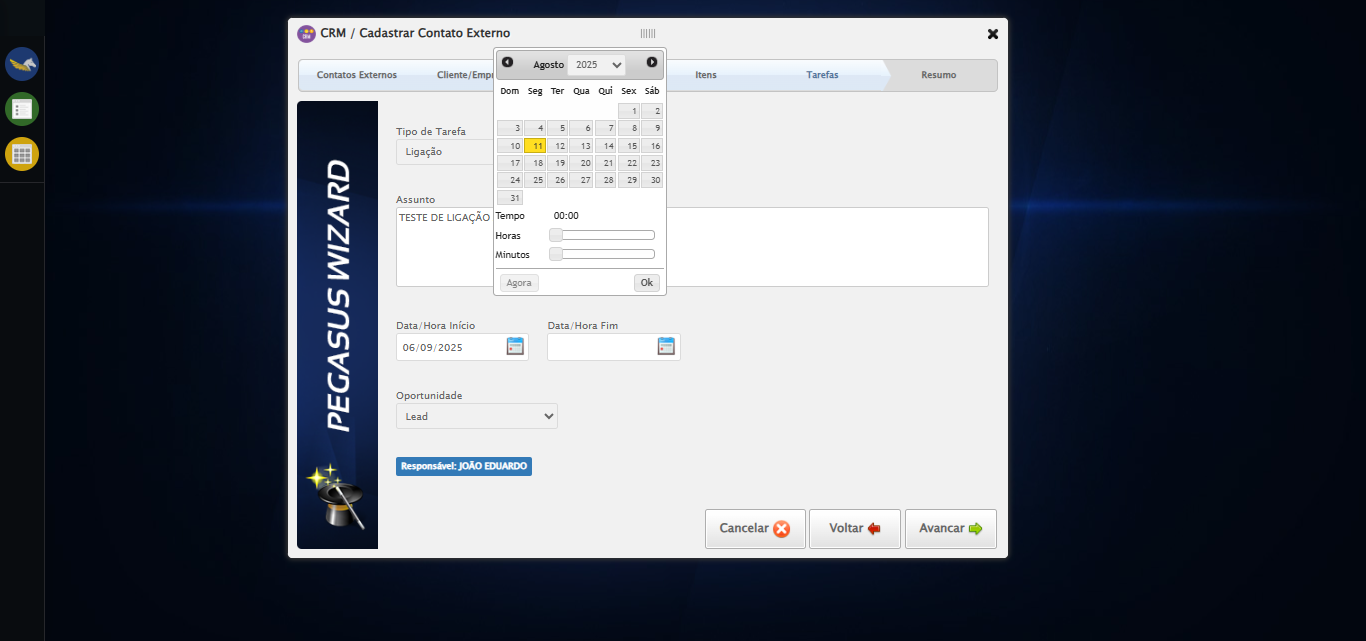 CRM / Cadastrar Contato Externo
Contatos Externos Cliente/Emp Itens Tarefas Resumo
Agosto 2025
Dom Seg Ter Qua Qui Sex Sáb
1 2
3 4 5 6 7 8 9
10 11 12 13 14 15 16
17 18 19 20 21 22 23
24 25 26 27 28 29 30
31
Tempo 00:00
Horas
Minutos
Agora Ok
PEGASUS WIZARD
Tipo de Tarefa
Ligação
Assunto
TESTE DE LIGAÇÃO
Data/Hora Início Data/Hora Fim
06/09/2025
Oportunidade
Lead
Responsável: JOÃO EDUARDO
Cancelar Voltar Avancar